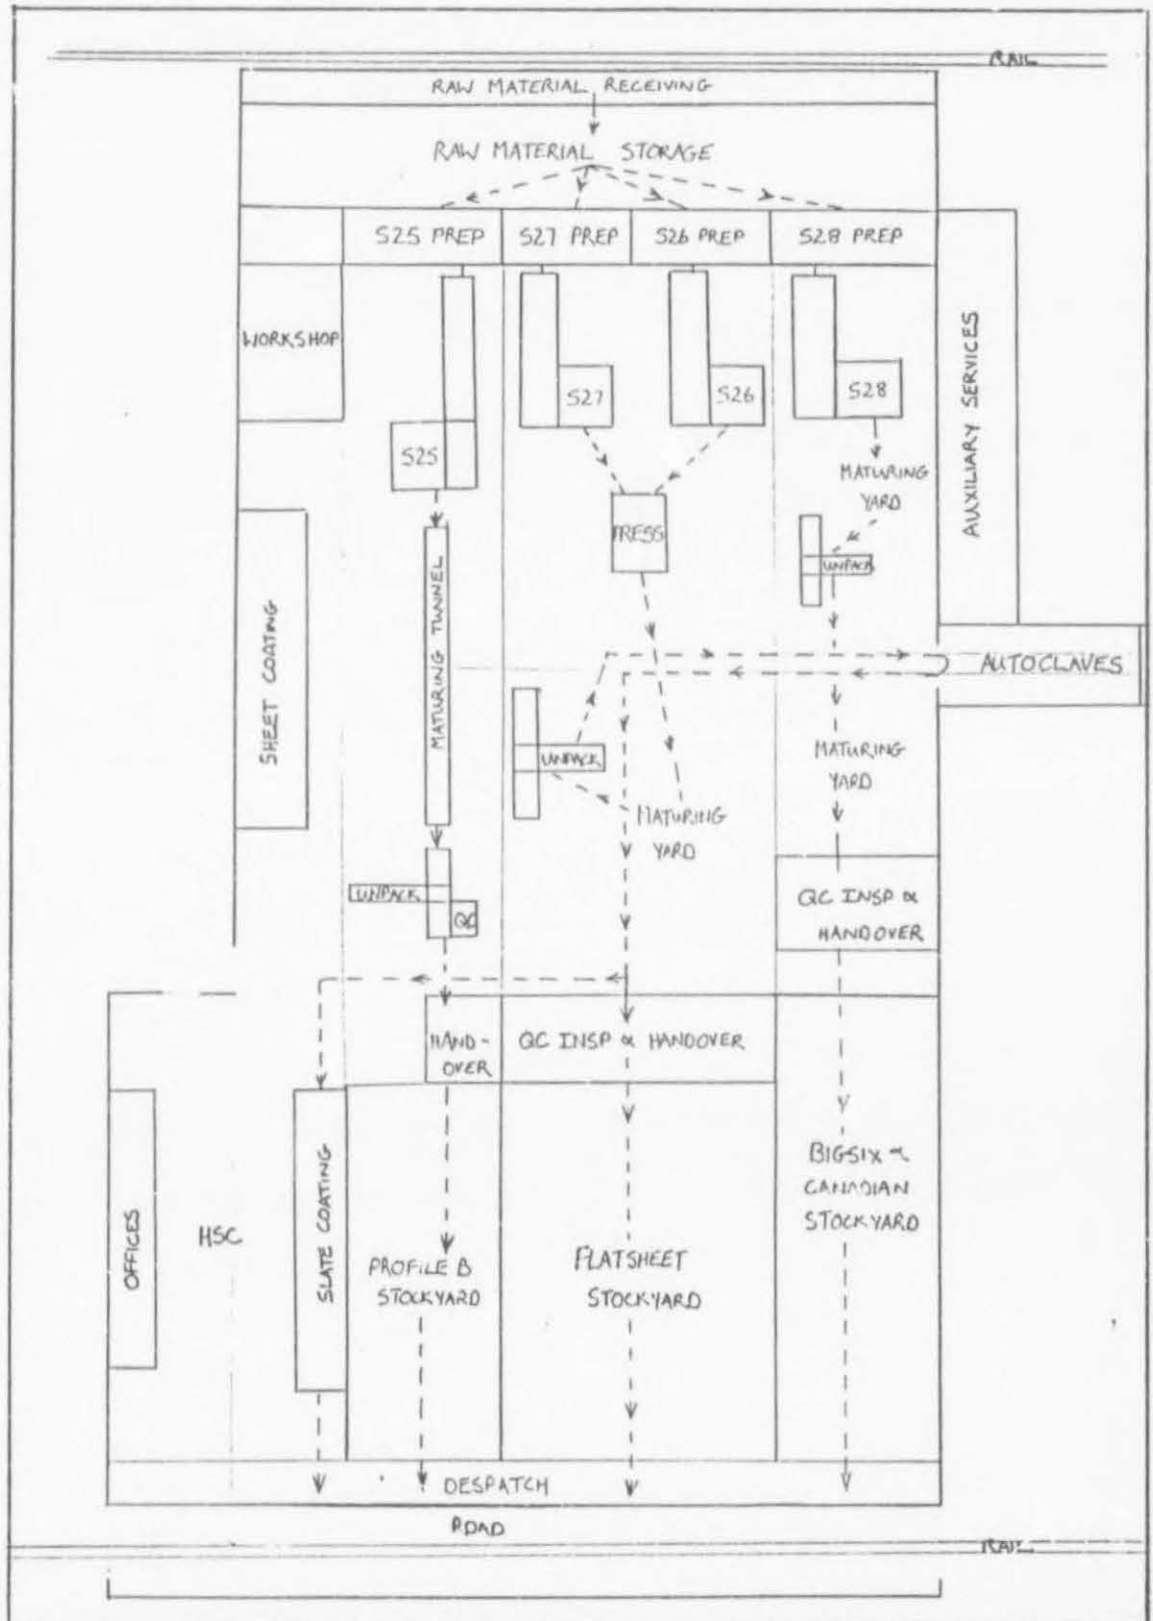 RAIL
RAW MATERIAL RECEIVING
RAW MATERIAL STORAGE
S25 PREP
S27 PREP
S26 PREP
S28 PREP
WORKSHOP
S27
S26
S28
S25
AUXILIARY SERVICES
MATURING
YARD
PRESS
UNPACK
SHEET COATING
MATURING TUNNEL
AUTOCLAVES
UNPACK
MATURING
YARD
MATURING
YARD
UNPACK
QC
QC INSP &
HANDOVER
HAND-
OVER
QC INSP & HANDOVER
OFFICES
HSC
SLATE COATING
PROFILE B
STOCKYARD
FLATSHEET
STOCKYARD
BIGSIX &
CANADIAN
STOCKYARD
DESPATCH
ROAD
RAIL